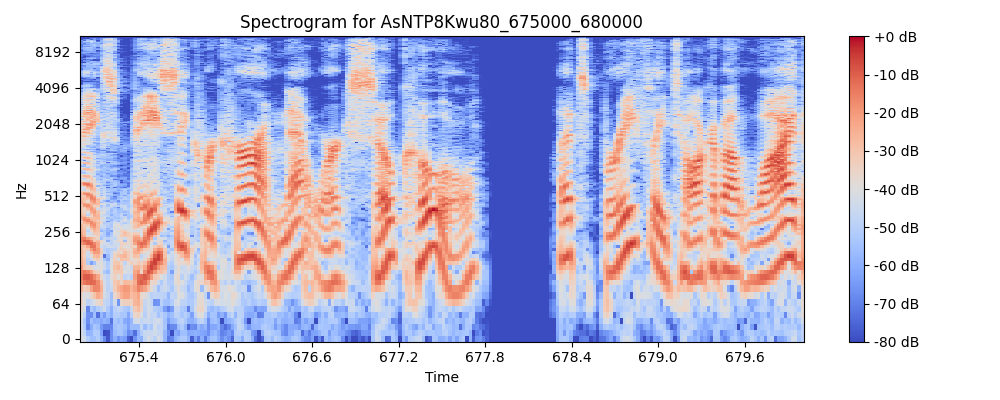 Spectrogram for AsNTP8Kwu80_675000_680000
8192
4096
2048
1024
512
256
128
64
0
Hz
675.4
676.0
676.6
677.2
677.8
678.4
679.0
679.6
Time
+0 dB
-10 dB
-20 dB
-30 dB
-40 dB
-50 dB
-60 dB
-70 dB
-80 dB